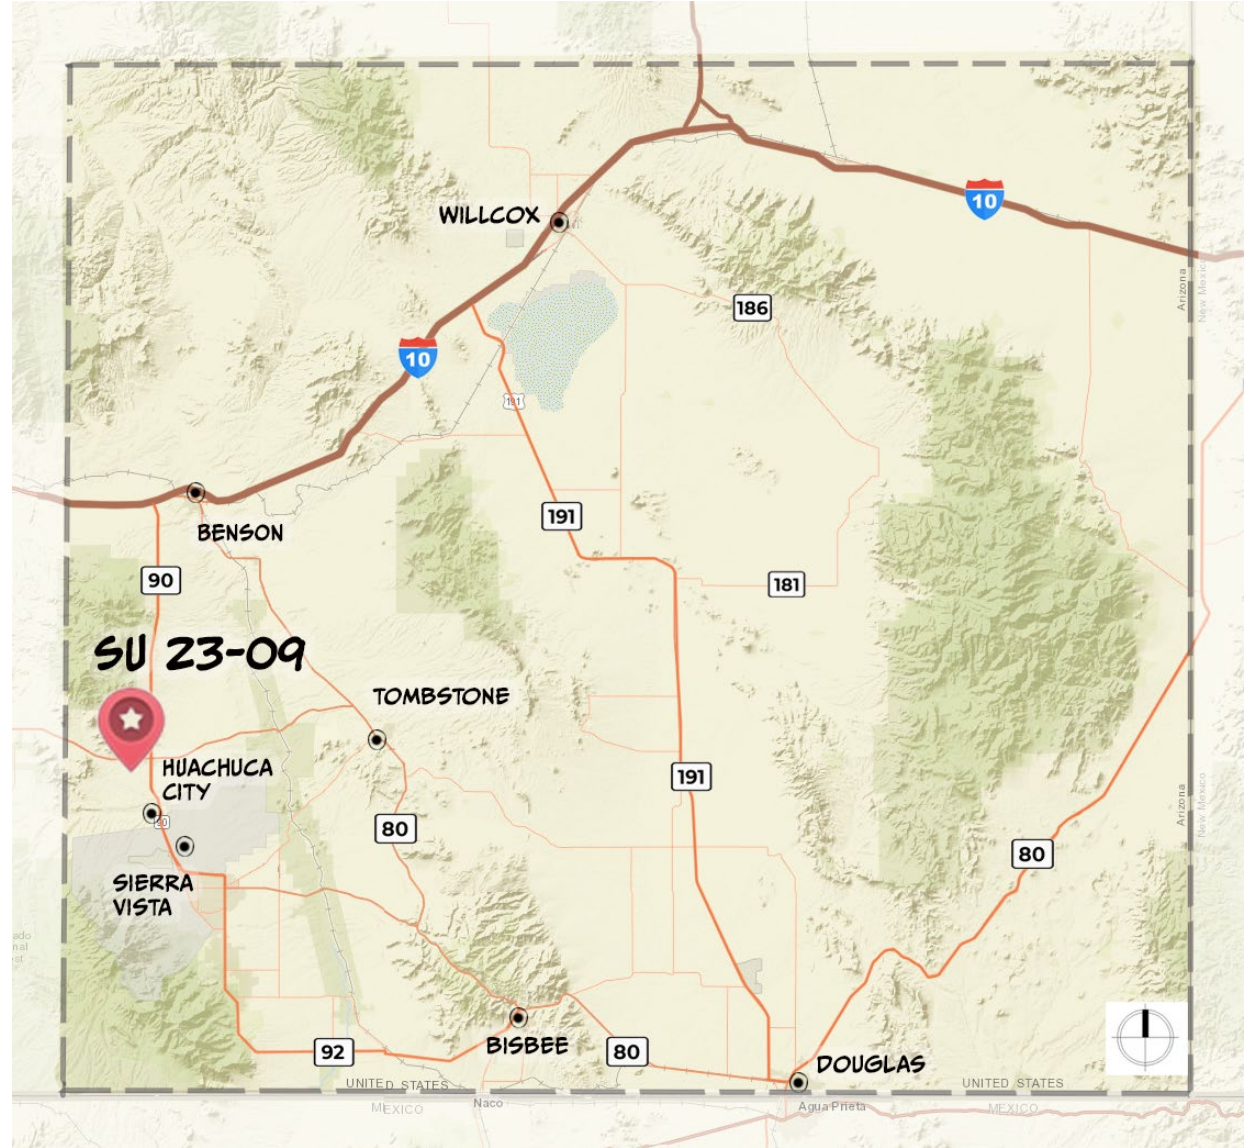 WILLCOX
10
186
10
191
191
BENSON
90
181
SU 23-09
TOMBSTONE
HUACHUCA
CITY
90
191
80
80
SIERRA
VISTA
BISBEE
92
80
DOUGLAS
Arizona
New Mexico
Arizona
New Mexico
UNITED STATES
MEXICO
Naco
Agua Prieta
UNITED STATES
MEXICO